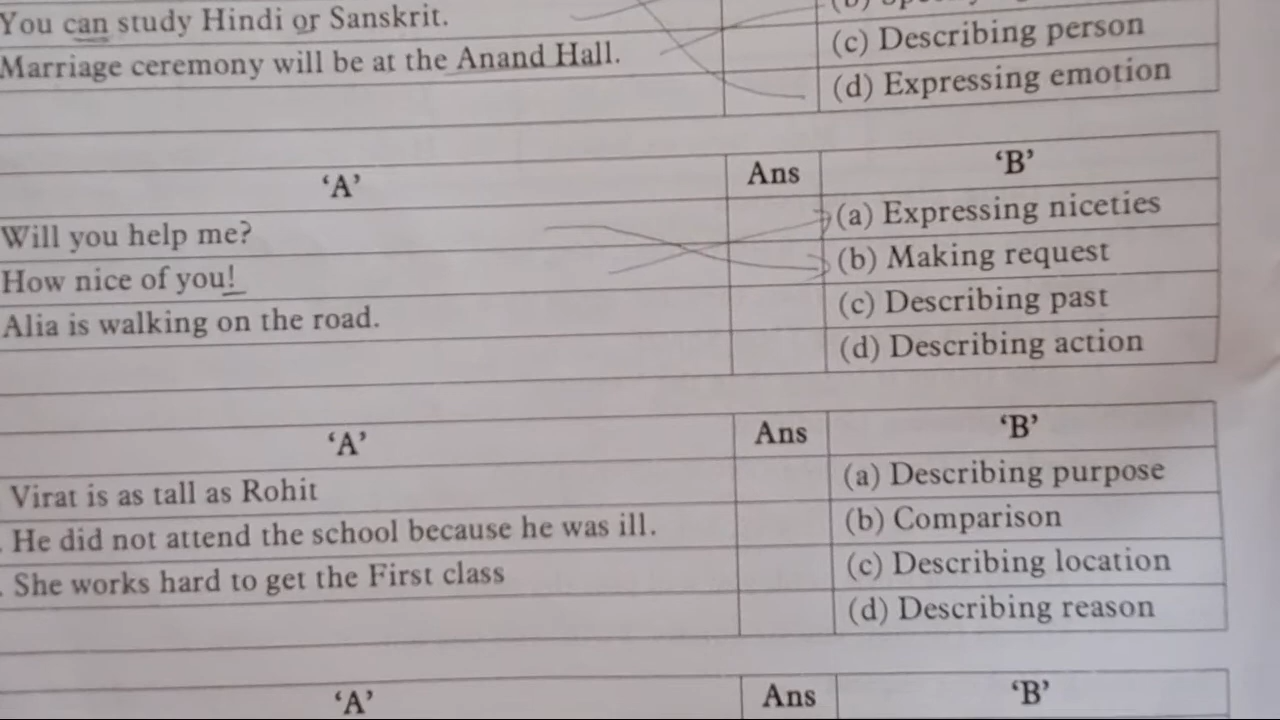 You can study Hindi or Sanskrit.
Marriage ceremony will be at the Anand Hall.
(b)
(c) Describing person
(d) Expressing emotion
‘A’ Ans ‘B’
Will you help me? (a) Expressing niceties
How nice of you! (b) Making request
Alia is walking on the road. (c) Describing past
(d) Describing action
‘A’ Ans ‘B’
Virat is as tall as Rohit (a) Describing purpose
. He did not attend the school because he was ill. (b) Comparison
. She works hard to get the First class (c) Describing location
(d) Describing reason
‘A’ Ans ‘B’